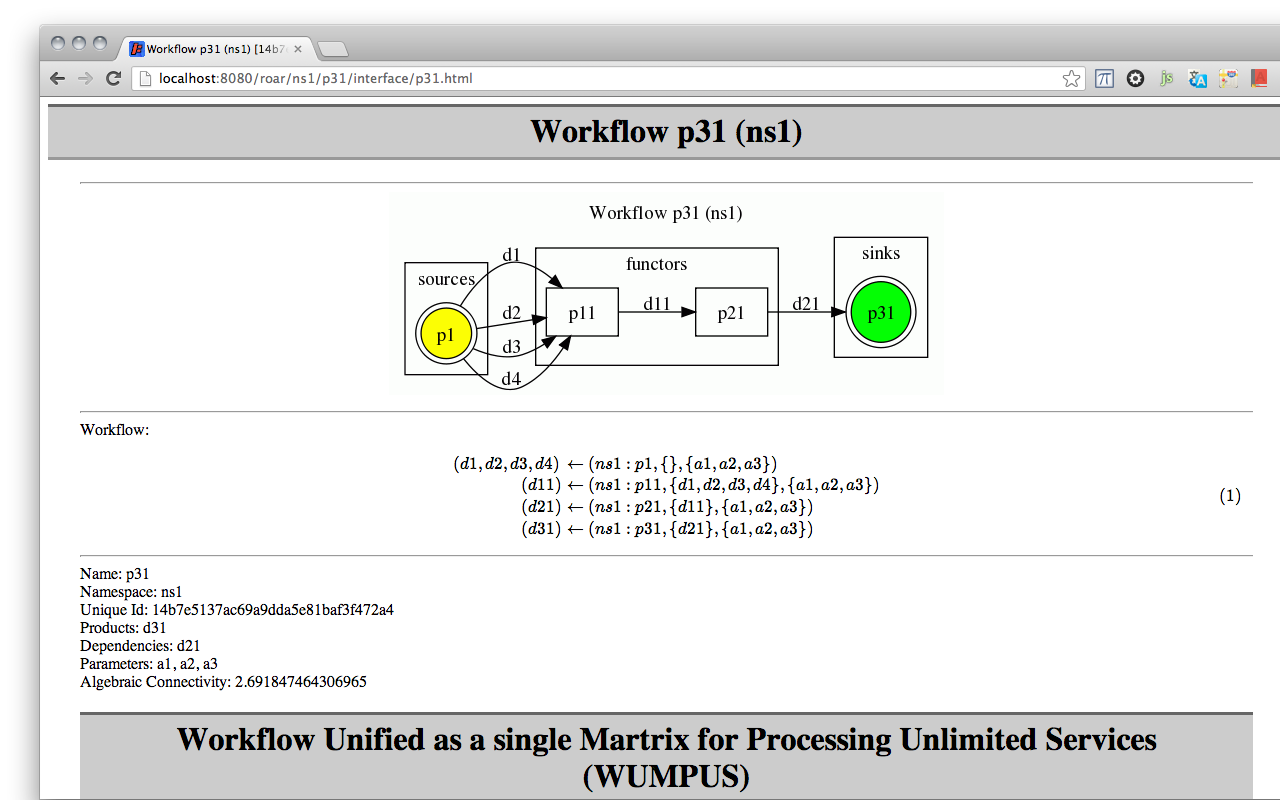 Workflow p31 (ns1) [14b7
localhost:8080/roar/ns1/p31/interface/p31.html
π
js
Workflow p31 (ns1)
Workflow p31 (ns1)
sources
p1
d1
d2
d3
d4
functors
p11
d11
p21
d21
sinks
p31
Workflow:
(d1, d2, d3, d4) ← (ns1 : p1, {}, {a1, a2, a3})
(d11) ← (ns1 : p11, {d1, d2, d3, d4}, {a1, a2, a3})
(d21) ← (ns1 : p21, {d11}, {a1, a2, a3})
(d31) ← (ns1 : p31, {d21}, {a1, a2, a3})
(1)
Name: p31
Namespace: ns1
Unique Id: 14b7e5137ac69a9dda5e81baf3f472a4
Products: d31
Dependencies: d21
Parameters: a1, a2, a3
Algebraic Connectivity: 2.691847464306965
Workflow Unified as a single Martrix for Processing Unlimited Services
(WUMPUS)